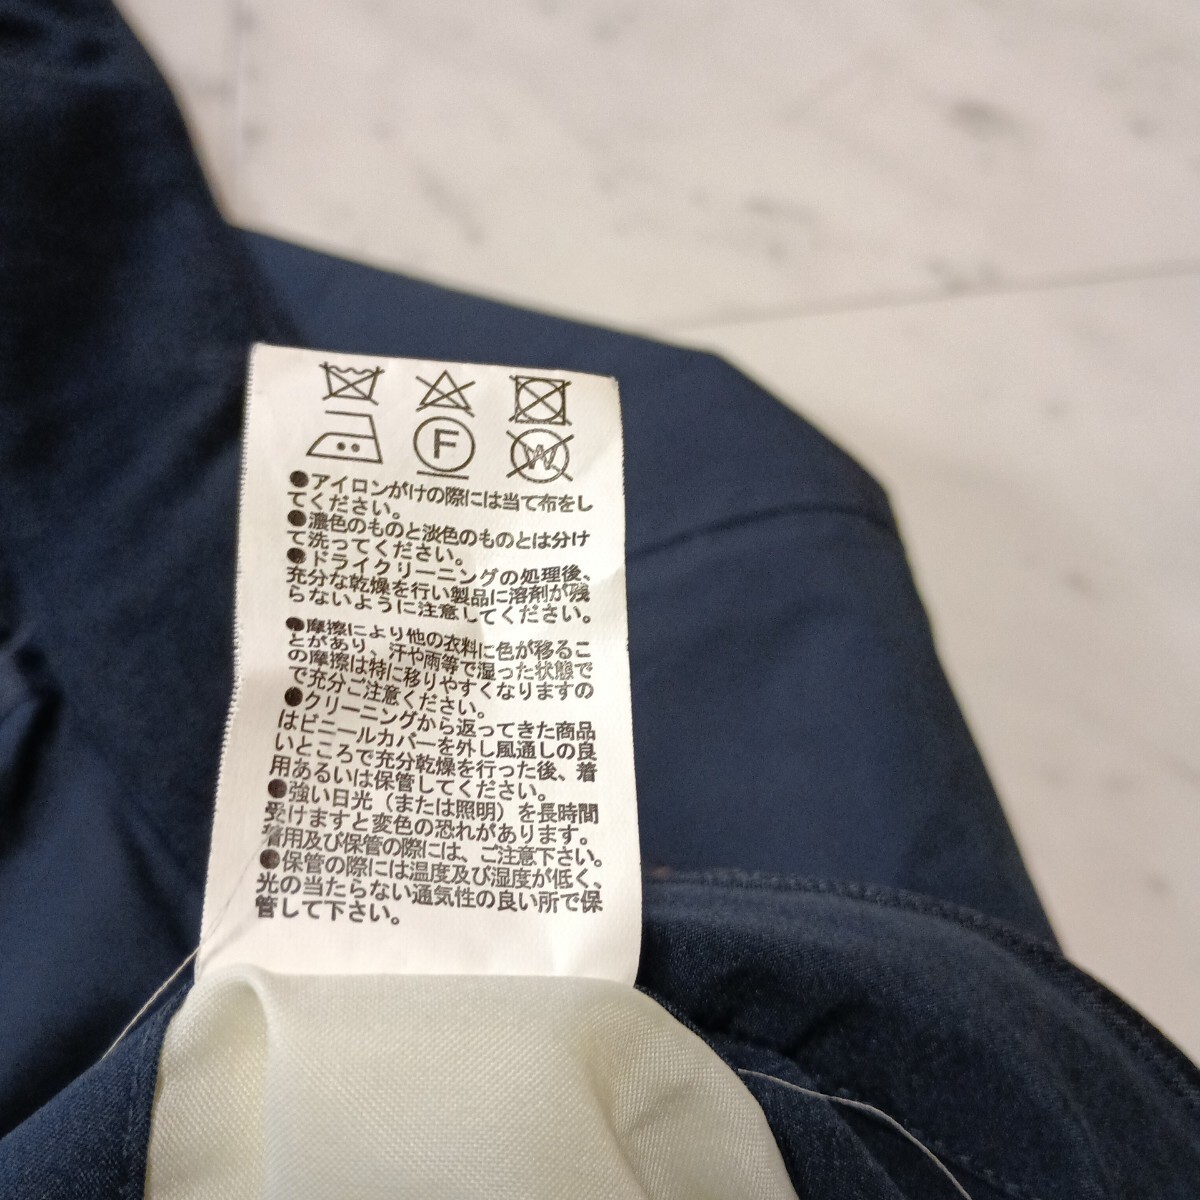 F
W
●アイロンがけの際には当て布をし
てください。
●濃色のものと淡色のものとは分け
て洗ってください。
●ドライクリーニングの処理後、
充分な乾燥を行い製品に溶剤が残
らないように注意してください。
●摩擦により他の衣料に色が移るこ
とがあり、汗や雨等で湿った状態で
の摩擦は特に移りやすくなりますの
で充分ご注意ください。
●クリーニングから返ってきた商品
はビニールカバーを外し風通しの良
いところで充分乾燥を行った後、着
用あるいは保管してください。
●強い日光（または照明）を長時間
受けますと変色の恐れがあります。
着用及び保管の際には、ご注意下さい。
●保管の際には温度及び湿度が低く、
光の当たらない通気性の良い所で保
管して下さい。